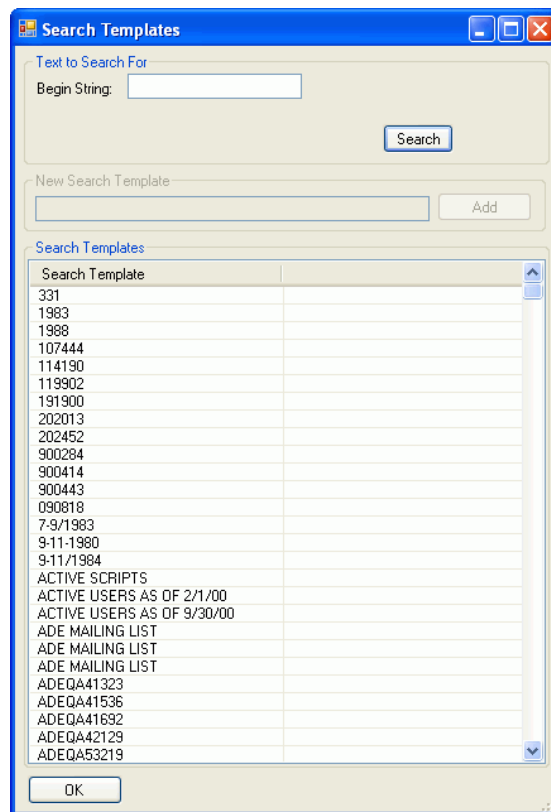 Search Templates
Text to Search For
Begin String:
Search
New Search Template
Add
Search Templates
Search Template
331
1983
1988
107444
114190
119902
191900
202013
202452
900284
900414
900443
090818
7-9/1983
9-11-1980
9-11/1984
ACTIVE SCRIPTS
ACTIVE USERS AS OF 2/1/00
ACTIVE USERS AS OF 9/30/00
ADE MAILING LIST
ADE MAILING LIST
ADE MAILING LIST
ADEQA41323
ADEQA41536
ADEQA41692
ADEQA42129
ADEQA53219
OK